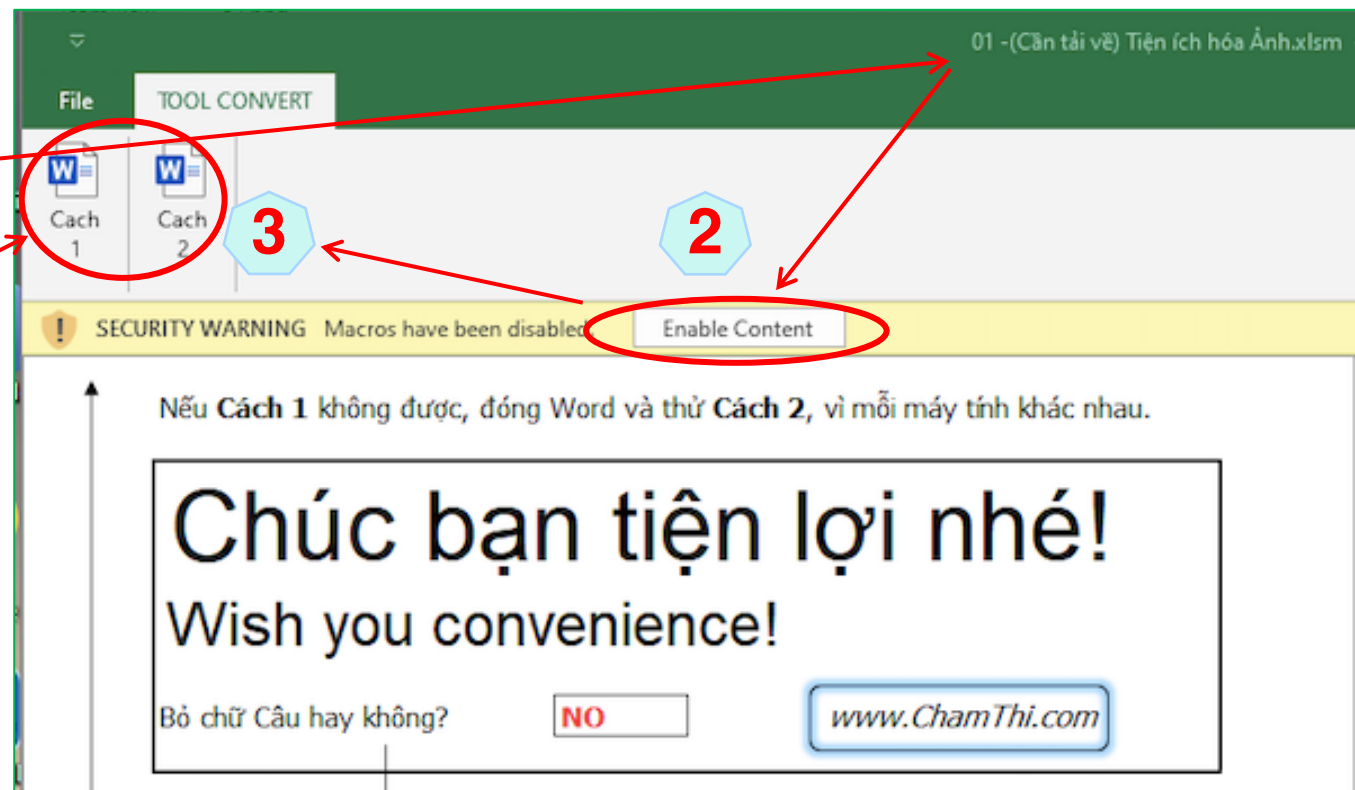 01 -(Cần tải về) Tiện ích hóa Ảnh.xlsm
File TOOL CONVERT
Cach 1
Cach 2
3
2
SECURITY WARNING Macros have been disabled. Enable Content
Nếu Cách 1 không được, đóng Word và thử Cách 2, vì mỗi máy tính khác nhau.
Chúc bạn tiện lợi nhé!
Wish you convenience!
Bỏ chữ Câu hay không? NO www.ChamThi.com